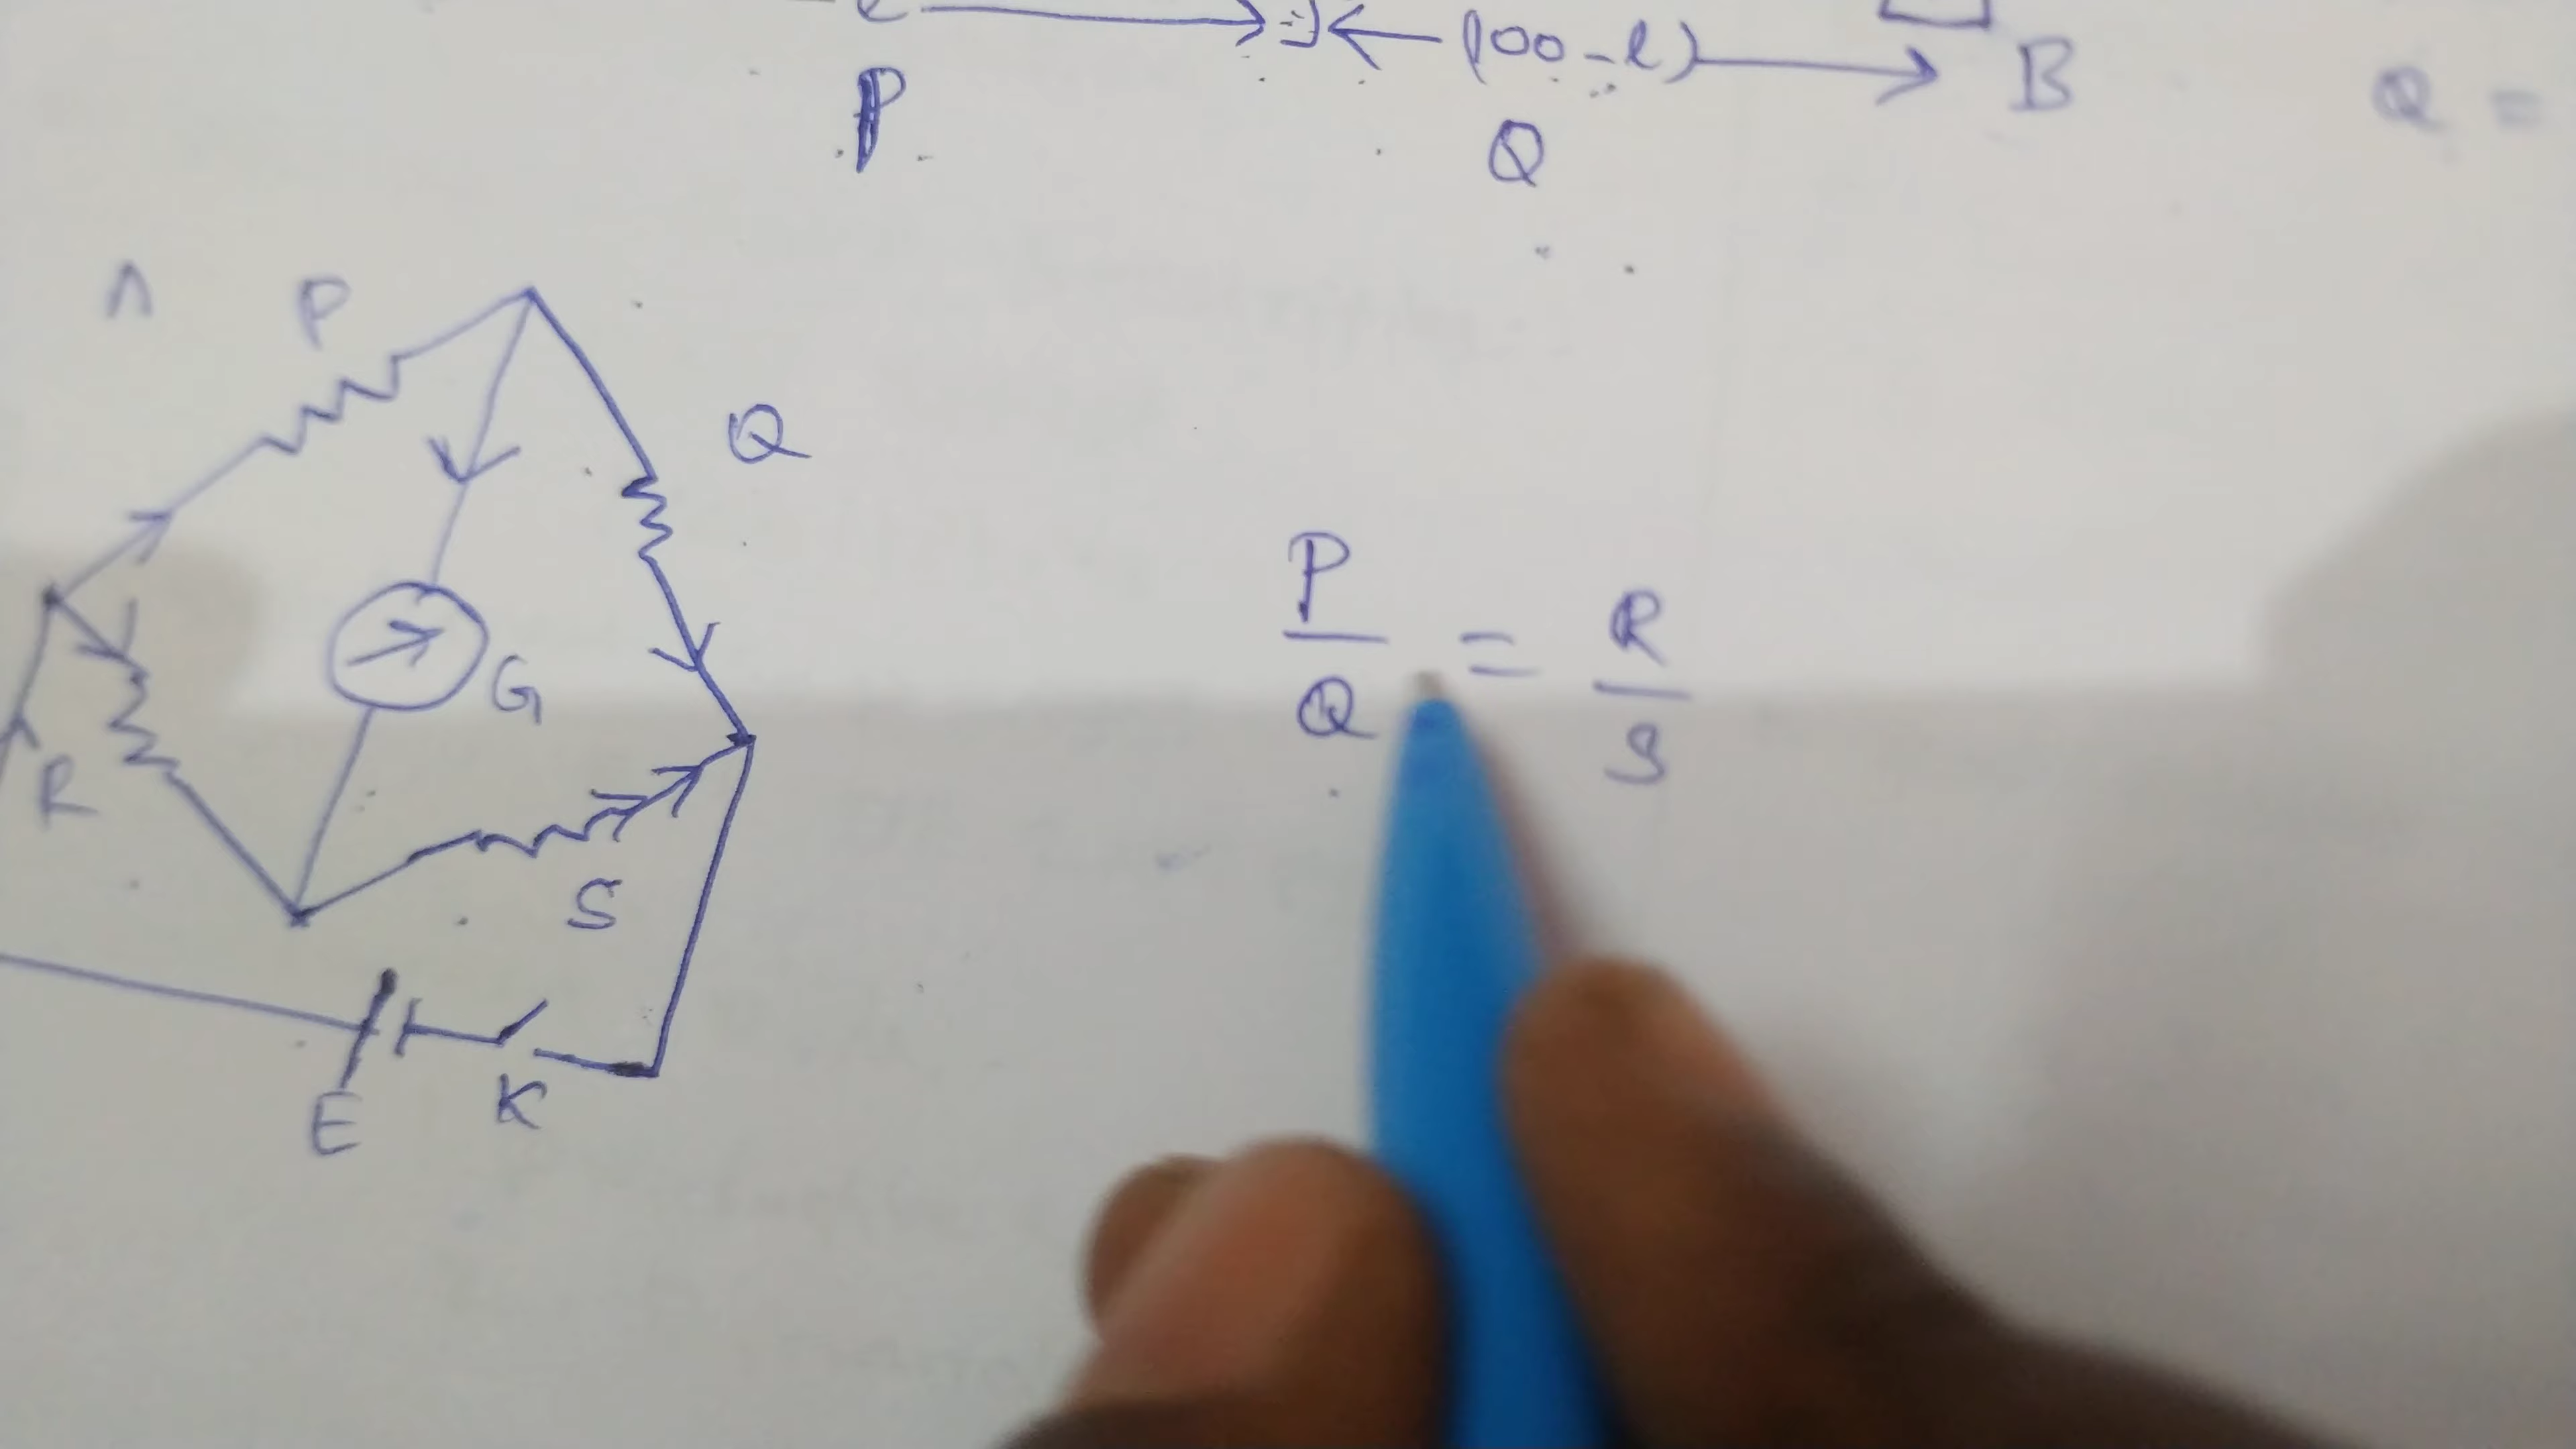 l (100-l) B
P Q Q =
P
Q
G
R
S
E K
P/Q = R/S